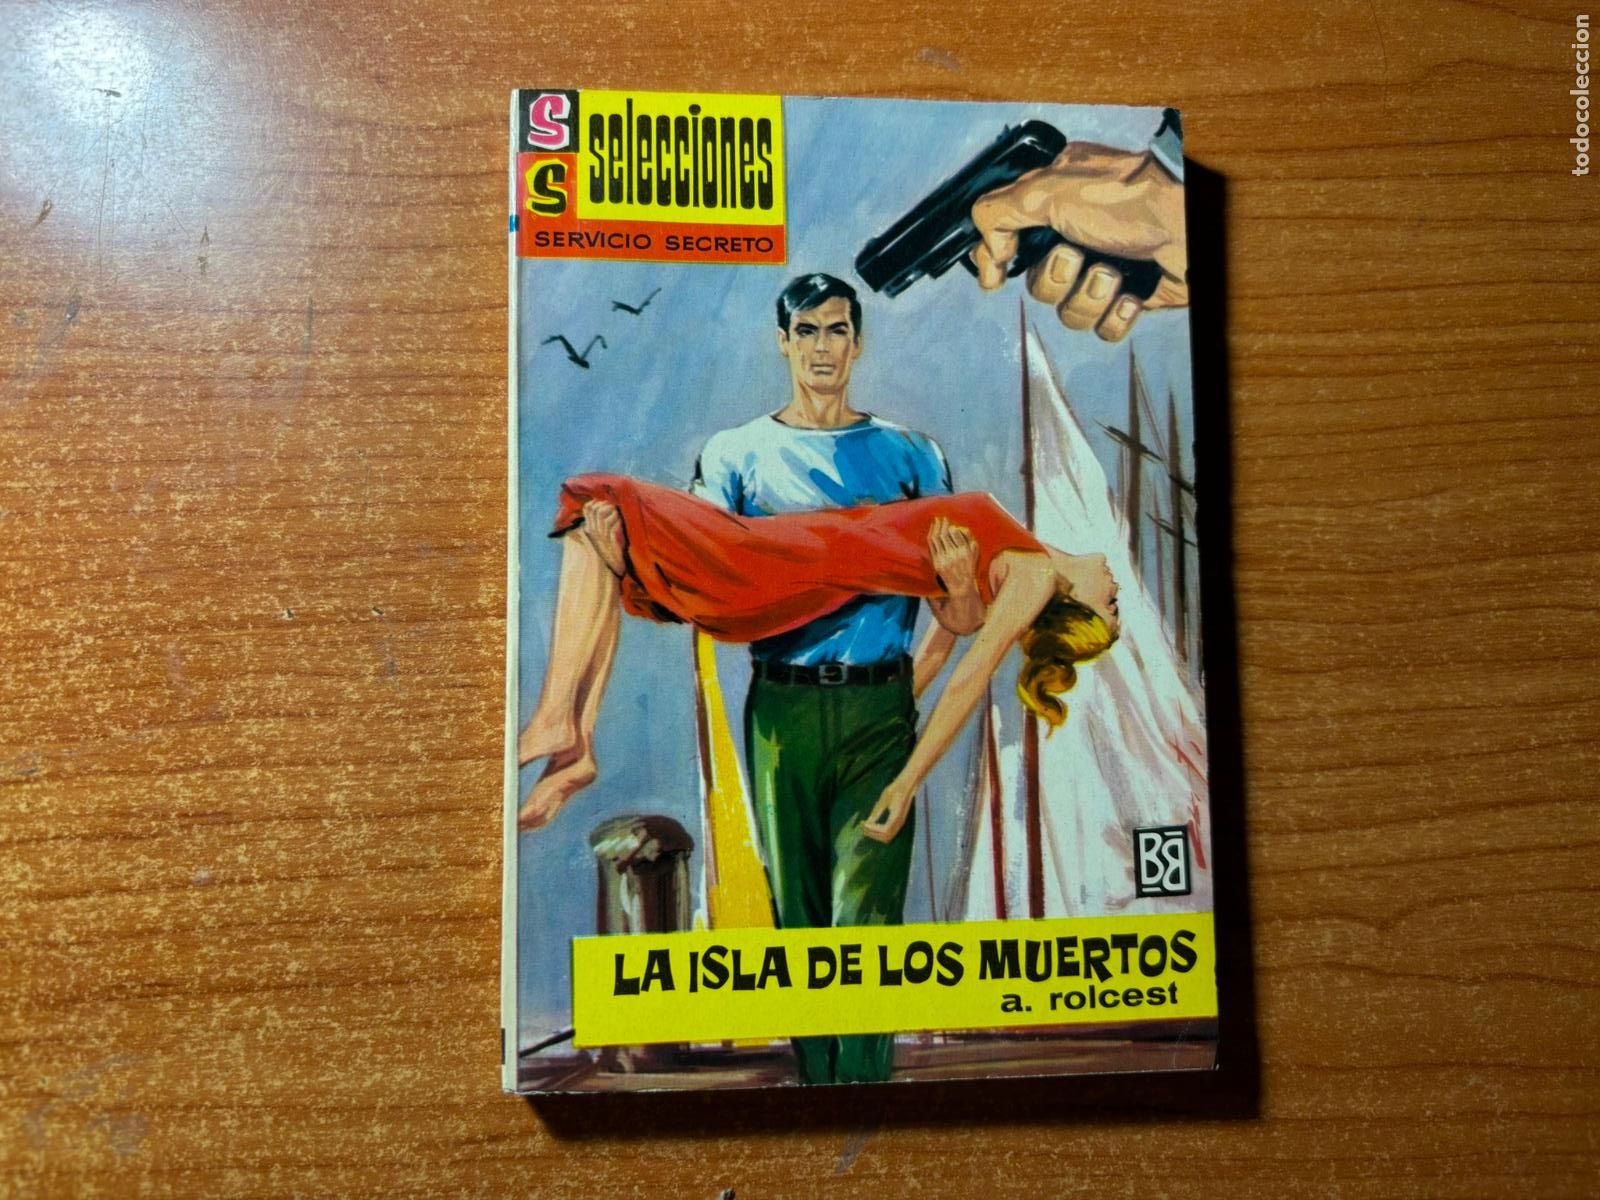 S
S
selecciones
SERVICIO SECRETO
BB
LA ISLA DE LOS MUERTOS
a. rolcest
todocoleccion